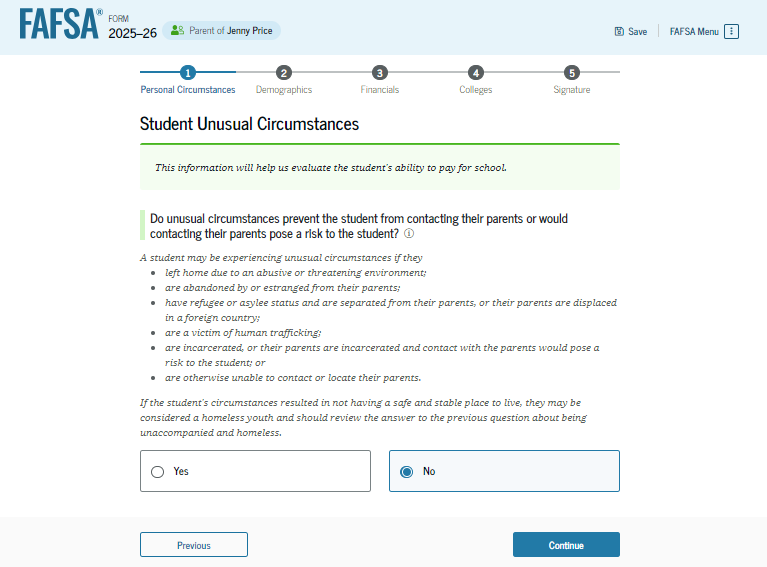 FAFSA® FORM 2025–26
Parent of Jenny Price
Save
FAFSA Menu
1
2
3
4
5
Personal Circumstances
Demographics
Financials
Colleges
Signature
Student Unusual Circumstances
This information will help us evaluate the student's ability to pay for school.
Do unusual circumstances prevent the student from contacting their parents or would
contacting their parents pose a risk to the student?
A student may be experiencing unusual circumstances if they
• left home due to an abusive or threatening environment;
• are abandoned by or estranged from their parents;
• have refugee or asylee status and are separated from their parents, or their parents are displaced
in a foreign country;
• are a victim of human trafficking;
• are incarcerated, or their parents are incarcerated and contact with the parents would pose a
risk to the student; or
• are otherwise unable to contact or locate their parents.
If the student's circumstances resulted in not having a safe and stable place to live, they may be
considered a homeless youth and should review the answer to the previous question about being
unaccompanied and homeless.
Yes
No
Previous
Continue